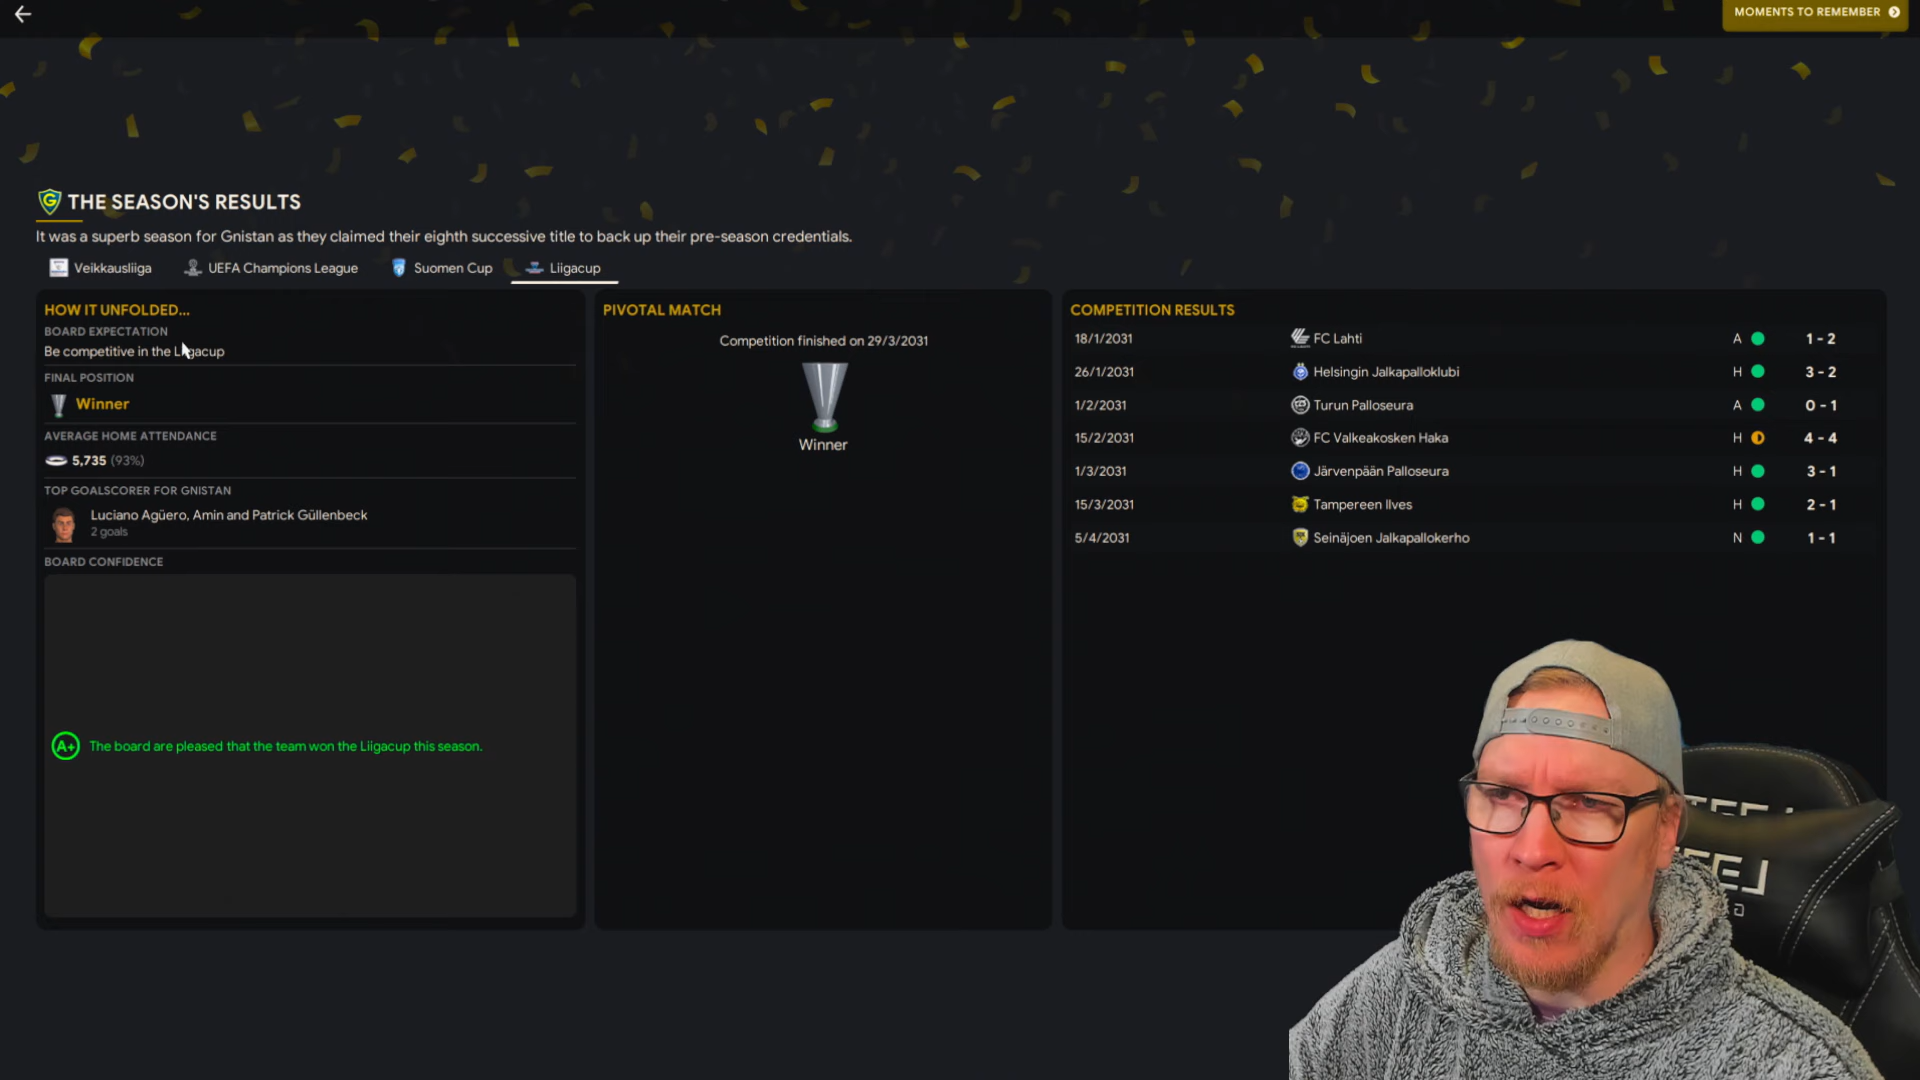 MOMENTS TO REMEMBER
THE SEASON'S RESULTS
It was a superb season for Gnistan as they claimed their eighth successive title to back up their pre-season credentials.
Veikkausliiga UEFA Champions League Suomen Cup Liigacup
HOW IT UNFOLDED...
BOARD EXPECTATION
Be competitive in the Liigacup
FINAL POSITION
Winner
AVERAGE HOME ATTENDANCE
5,735 (93%)
TOP GOALSCORER FOR GNISTAN
Luciano Agüero, Amin and Patrick Güllenbeck
2 goals
BOARD CONFIDENCE
A+ The board are pleased that the team won the Liigacup this season.
PIVOTAL MATCH
Competition finished on 29/3/2031
Winner
COMPETITION RESULTS
18/1/2031 FC Lahti A 1 - 2
26/1/2031 Helsingin Jalkapalloklubi H 3 - 2
1/2/2031 Turun Palloseura A 0 - 1
15/2/2031 FC Valkeakosken Haka H 4 - 4
1/3/2031 Järvenpään Palloseura H 3 - 1
15/3/2031 Tampereen Ilves H 2 - 1
5/4/2031 Seinäjoen Jalkapallokerho N 1 - 1